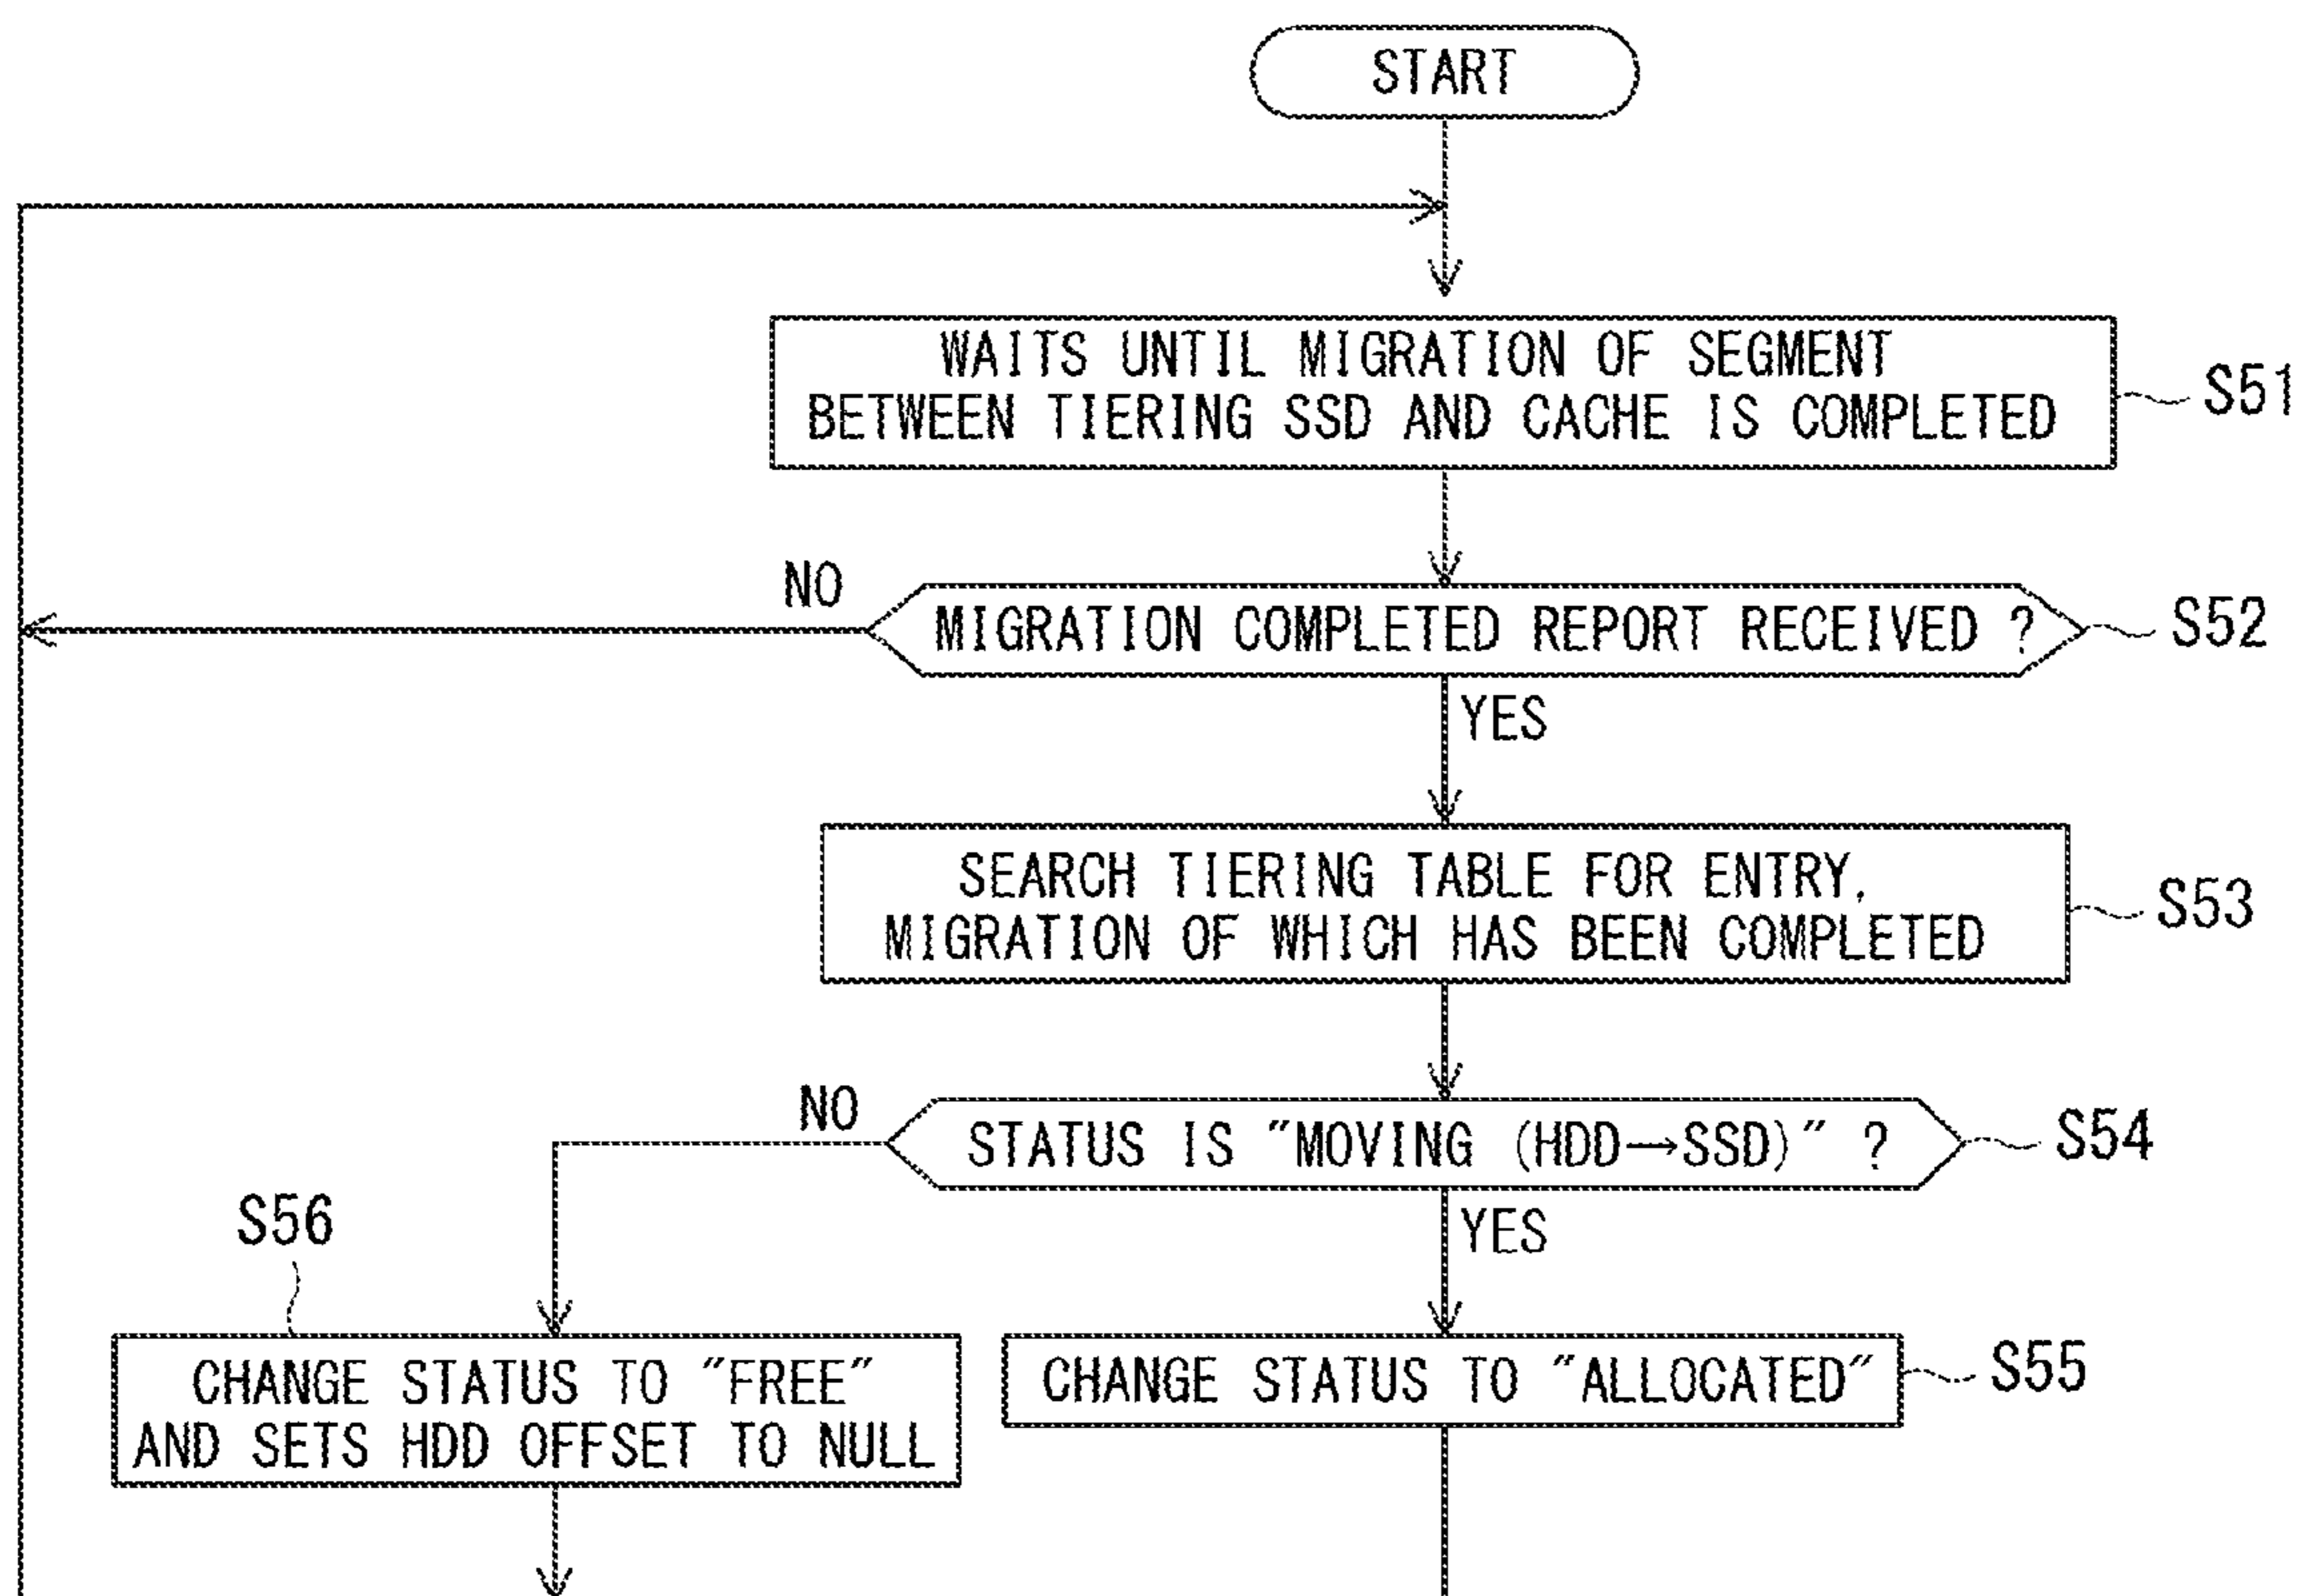 START
WAITS UNTIL MIGRATION OF SEGMENT
BETWEEN TIERING SSD AND CACHE IS COMPLETED
S51
NO
MIGRATION COMPLETED REPORT RECEIVED ?
S52
YES
SEARCH TIERING TABLE FOR ENTRY,
MIGRATION OF WHICH HAS BEEN COMPLETED
S53
NO
STATUS IS "MOVING (HDD→SSD)" ?
S54
YES
S56
CHANGE STATUS TO "FREE"
AND SETS HDD OFFSET TO NULL
CHANGE STATUS TO "ALLOCATED"
S55